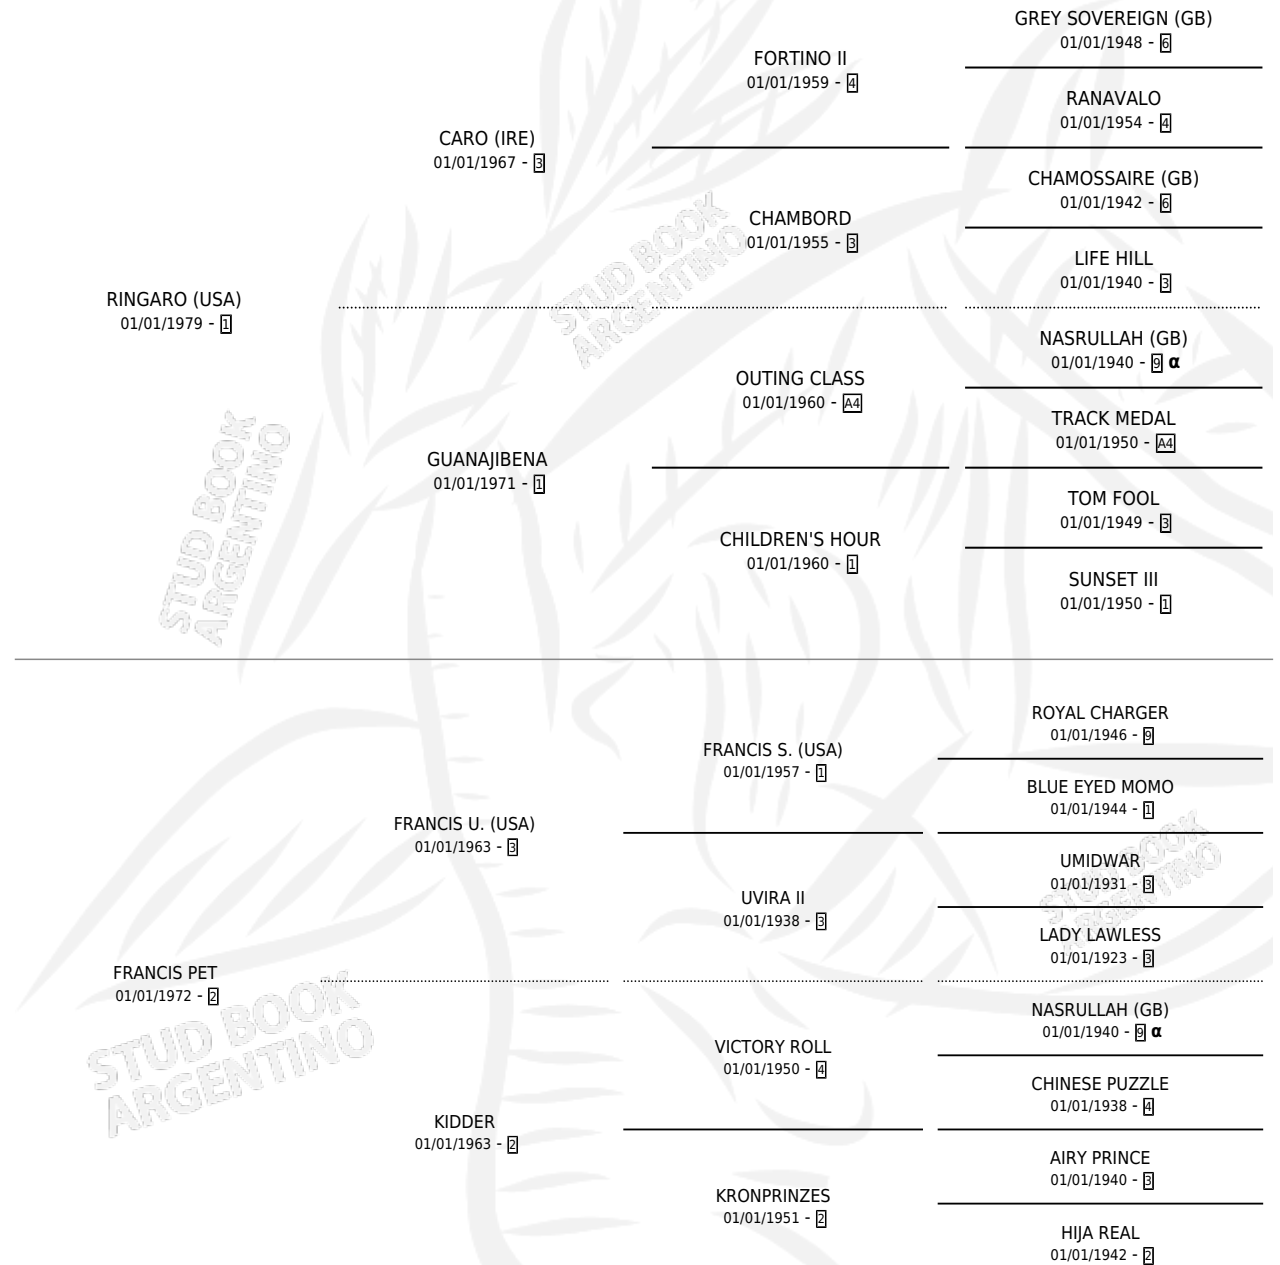 GREY SOVEREIGN (GB)
01/01/1948 - 6
FORTINO II
01/01/1959 - 4
RANAVALO
01/01/1954 - 4
CARO (IRE)
01/01/1967 - 3
CHAMOSSAIRE (GB)
01/01/1942 - 6
CHAMBORD
01/01/1955 - 3
LIFE HILL
01/01/1940 - 3
STUD BOOK
ARGENTINO
RINGARO (USA)
01/01/1979 - 1
NASRULLAH (GB)
01/01/1940 - 9 α
OUTING CLASS
01/01/1960 - A4
TRACK MEDAL
01/01/1950 - A4
GUANAJIBENA
01/01/1971 - 1
TOM FOOL
01/01/1949 - 3
CHILDREN'S HOUR
01/01/1960 - 1
SUNSET III
01/01/1950 - 1
STUD BOOK
ARGENTINO
ROYAL CHARGER
01/01/1946 - 9
FRANCIS S. (USA)
01/01/1957 - 1
BLUE EYED MOMO
01/01/1944 - 1
FRANCIS U. (USA)
01/01/1963 - 3
UMIDWAR
01/01/1931 - 3
UVIRA II
01/01/1938 - 3
LADY LAWLESS
01/01/1923 - 3
STUD BOOK
ARGENTINO
FRANCIS PET
01/01/1972 - 2
NASRULLAH (GB)
01/01/1940 - 9 α
VICTORY ROLL
01/01/1950 - 4
CHINESE PUZZLE
01/01/1938 - 4
STUD BOOK
ARGENTINO
KIDDER
01/01/1963 - 2
AIRY PRINCE
01/01/1940 - 3
KRONPRINZES
01/01/1951 - 2
HIJA REAL
01/01/1942 - 2